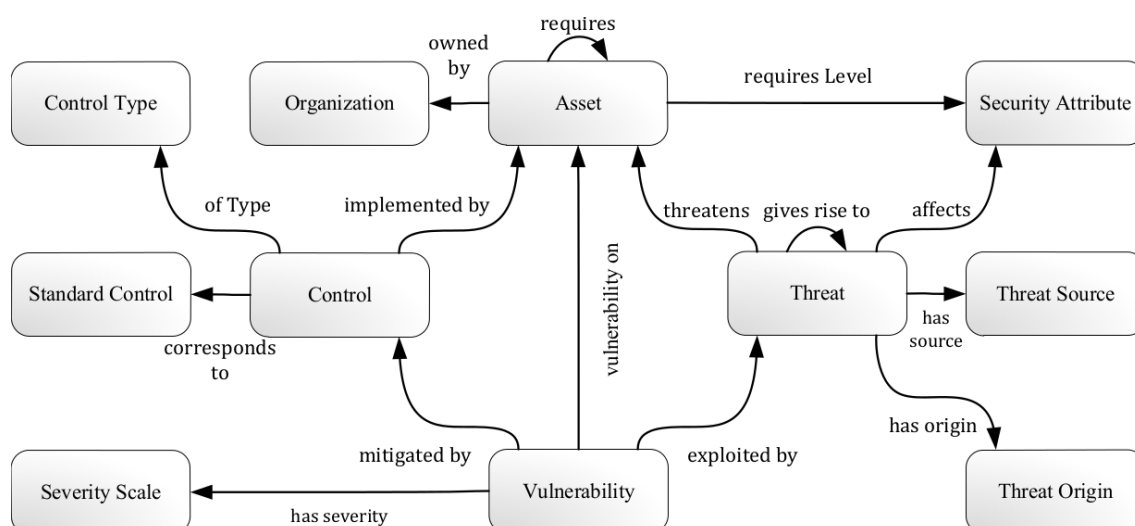 requires
owned
by
requires Level
Control Type
Organization
Asset
Security Attribute
of Type
implemented by
threatens
gives rise to
affects
vulnerability on
Standard Control
Control
Threat
Threat Source
corresponds
to
has
source
mitigated by
exploited by
has origin
Severity Scale
has severity
Vulnerability
Threat Origin